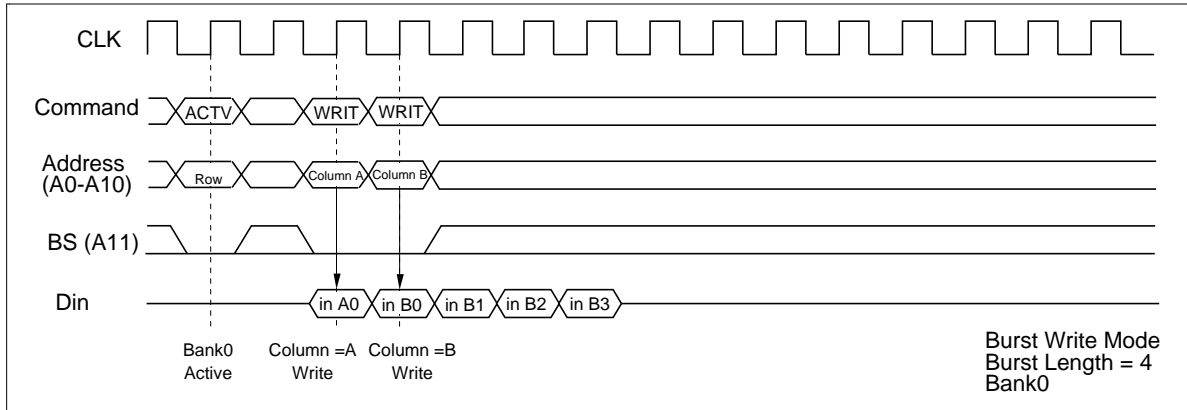 CLK
Command
ACTV
WRIT
WRIT
Address
(A0-A10)
Row
Column A
Column B
BS (A11)
Din
in A0
in B0
in B1
in B2
in B3
Bank0
Active
Column =A
Write
Column =B
Write
Burst Write Mode
Burst Length = 4
Bank0